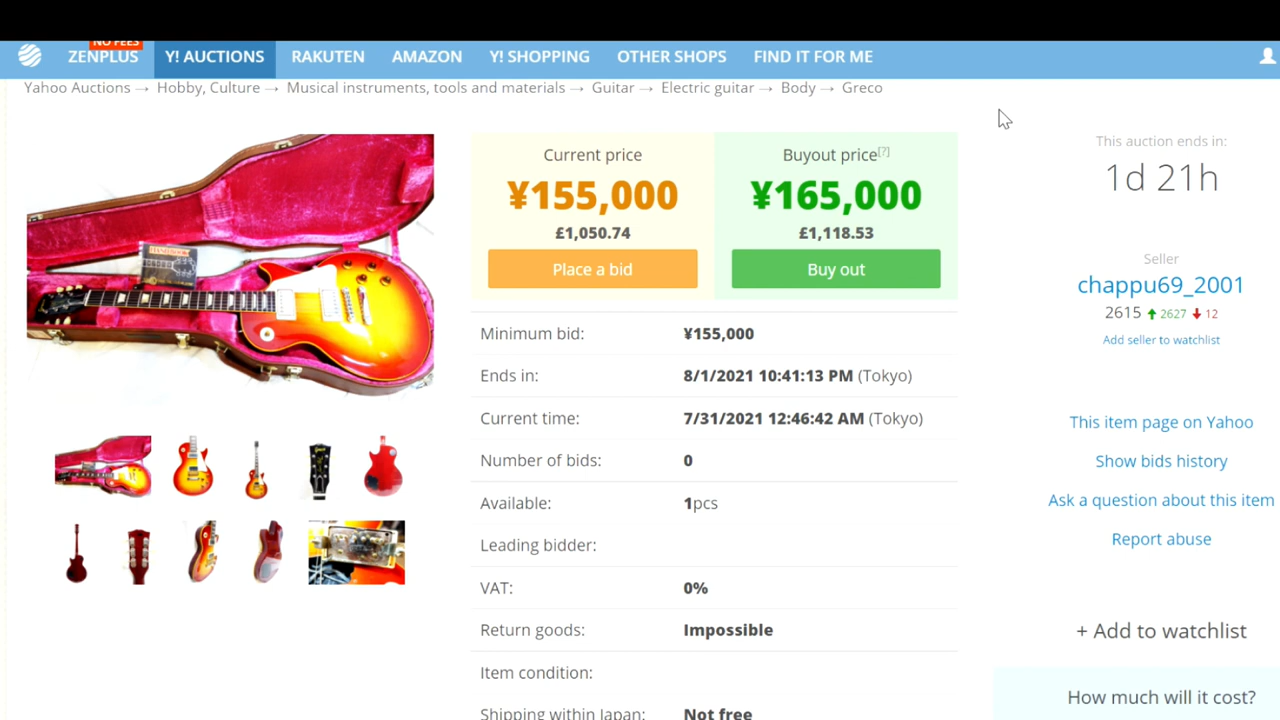 NO FEES
ZENPLUS Y! AUCTIONS RAKUTEN AMAZON Y! SHOPPING OTHER SHOPS FIND IT FOR ME
Yahoo Auctions → Hobby, Culture → Musical instruments, tools and materials → Guitar → Electric guitar → Body → Greco
Current price
¥155,000
£1,050.74
Place a bid
Buyout price[?]
¥165,000
£1,118.53
Buy out
Minimum bid: ¥155,000
Ends in: 8/1/2021 10:41:13 PM (Tokyo)
Current time: 7/31/2021 12:46:42 AM (Tokyo)
Number of bids: 0
Available: 1pcs
Leading bidder:
VAT: 0%
Return goods: Impossible
Item condition:
Shipping within Japan: Not free
This auction ends in:
1d 21h
Seller
chappu69_2001
2615 2627 12
Add seller to watchlist
This item page on Yahoo
Show bids history
Ask a question about this item
Report abuse
+ Add to watchlist
How much will it cost?